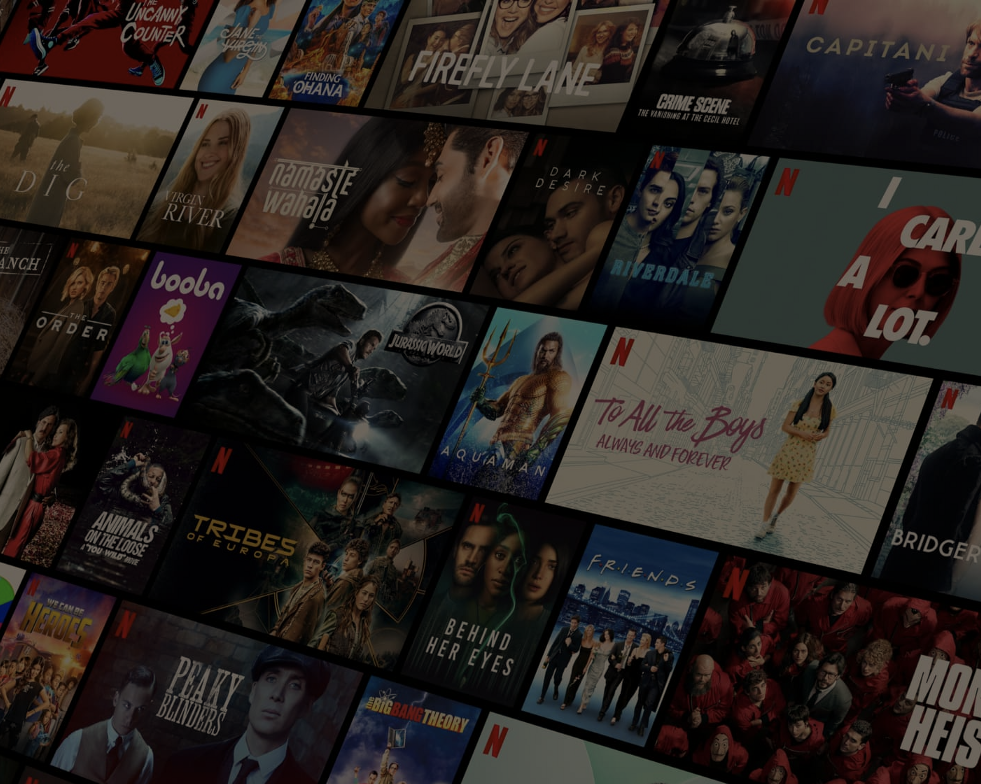 THE
UNCANNY
COUNTER
JANE
THE
VIRGIN
FINDING
'OHANA
FIREFLY LANE
CRIME SCENE
THE VANISHING AT THE CECIL HOTEL
CAPITANI
POLICE
the
DIG
VIRGIN
RIVER
namaste
wahala
DARK
DESIRE
RIVERDALE
I
CARE
A
LOT.
THE
ORDER
booba
JURASSIC WORLD
AQUAMAN
To All the Boys
ALWAYS AND FOREVER
BRIDGER
ANIMALS
ON THE LOOSE
A "YOU VS. WILD" MOVIE
TRIBES
OF EUROPA
BEHIND
HER EYES
F·R·I·E·N·D·S
WE CAN BE
HEROES
PEAKY
BLINDERS
THE BIG BANG THEORY
MON
HEIS